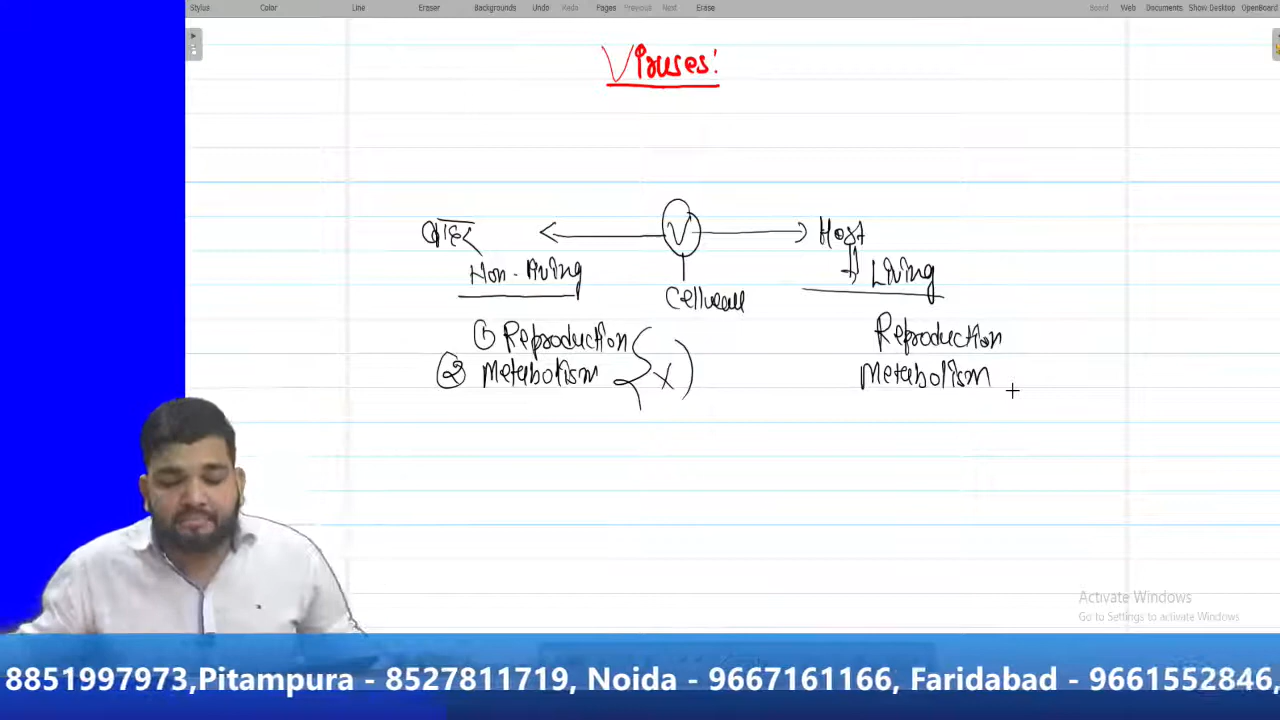 Stylus Color Line Eraser Backgrounds Undo Redo Pages Previous Next Erase Board Web Documents Show Desktop OpenBoard
Viruses:
बाहर V Host
Non-living Living
Cellular
① Reproduction Reproduction
② Metabolism X Metabolism
Activate Windows
Go to Settings to activate Windows.
8851997973,Pitampura - 8527811719, Noida - 9667161166, Faridabad - 9661552846,